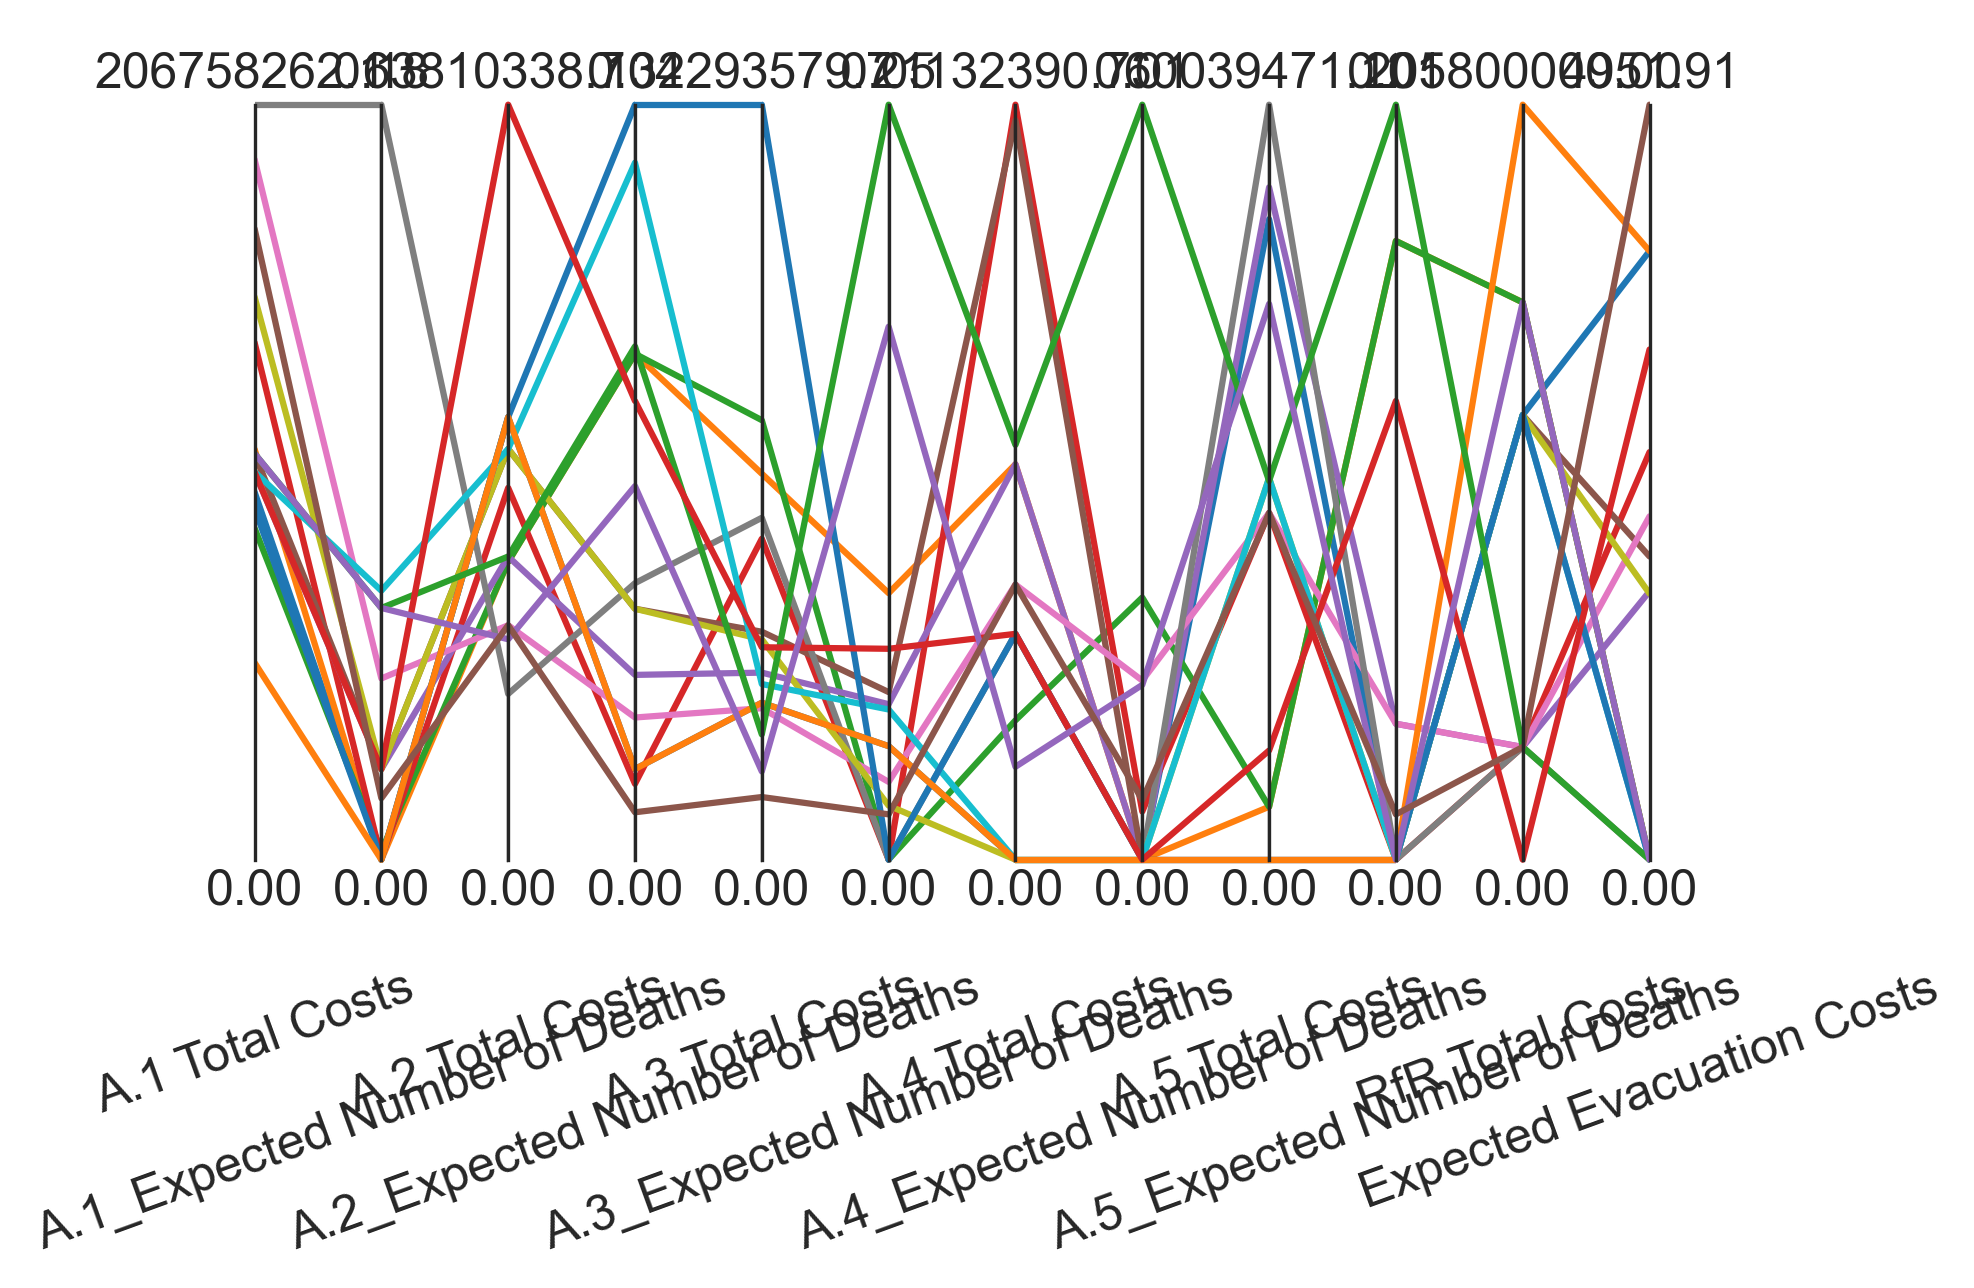 0.00 0.00 0.00 0.00 0.00 0.00 0.00 0.00 0.00 0.00 0.00 0.00
A.1 Total Costs
A.1_Expected Number of Deaths
A.2 Total Costs
A.2_Expected Number of Deaths
A.3 Total Costs
A.3_Expected Number of Deaths
A.4 Total Costs
A.4_Expected Number of Deaths
A.5 Total Costs
A.5_Expected Number of Deaths
RfR Total Costs
Expected Evacuation Costs